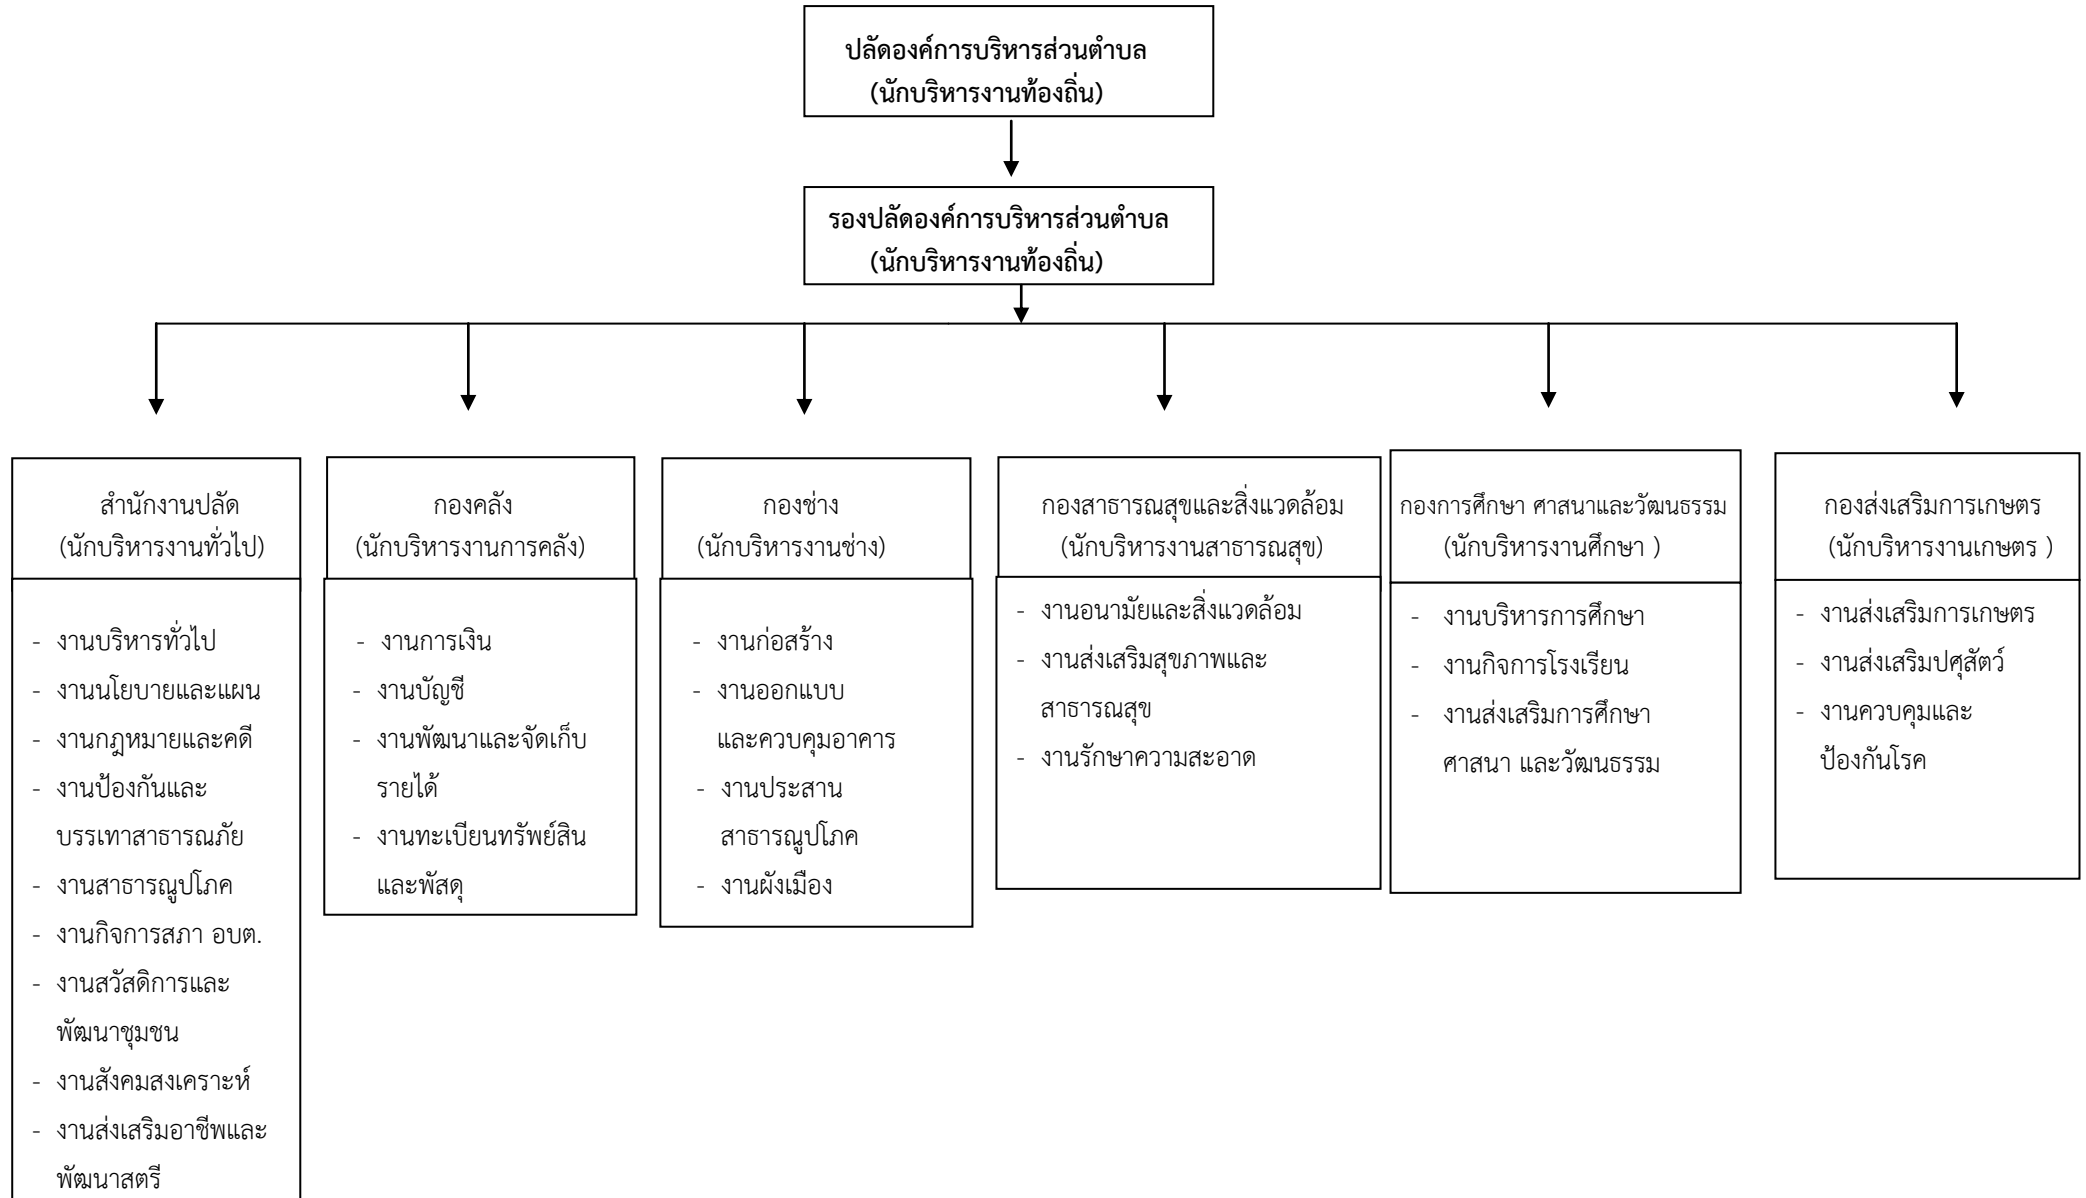 ปลัดองค์การบริหารส่วนตำบล
(นักบริหารงานท้องถิ่น)
รองปลัดองค์การบริหารส่วนตำบล
(นักบริหารงานท้องถิ่น)
สำนักงานปลัด
(นักบริหารงานทั่วไป)
- งานบริหารทั่วไป
- งานนโยบายและแผน
- งานกฎหมายและคดี
- งานป้องกันและ
บรรเทาสาธารณภัย
- งานสาธารณูปโภค
- งานกิจการสภา อบต.
- งานสวัสดิการและ
พัฒนาชุมชน
- งานสังคมสงเคราะห์
- งานส่งเสริมอาชีพและ
พัฒนาสตรี
กองคลัง
(นักบริหารงานการคลัง)
- งานการเงิน
- งานบัญชี
- งานพัฒนาและจัดเก็บ
รายได้
- งานทะเบียนทรัพย์สิน
และพัสดุ
กองช่าง
(นักบริหารงานช่าง)
- งานก่อสร้าง
- งานออกแบบ
และควบคุมอาคาร
- งานประสาน
สาธารณูปโภค
- งานผังเมือง
กองสาธารณสุขและสิ่งแวดล้อม
(นักบริหารงานสาธารณสุข)
- งานอนามัยและสิ่งแวดล้อม
- งานส่งเสริมสุขภาพและ
สาธารณสุข
- งานรักษาความสะอาด
กองการศึกษา ศาสนาและวัฒนธรรม
(นักบริหารงานศึกษา )
- งานบริหารการศึกษา
- งานกิจการโรงเรียน
- งานส่งเสริมการศึกษา
ศาสนา และวัฒนธรรม
กองส่งเสริมการเกษตร
(นักบริหารงานเกษตร )
- งานส่งเสริมการเกษตร
- งานส่งเสริมปศุสัตว์
- งานควบคุมและ
ป้องกันโรค